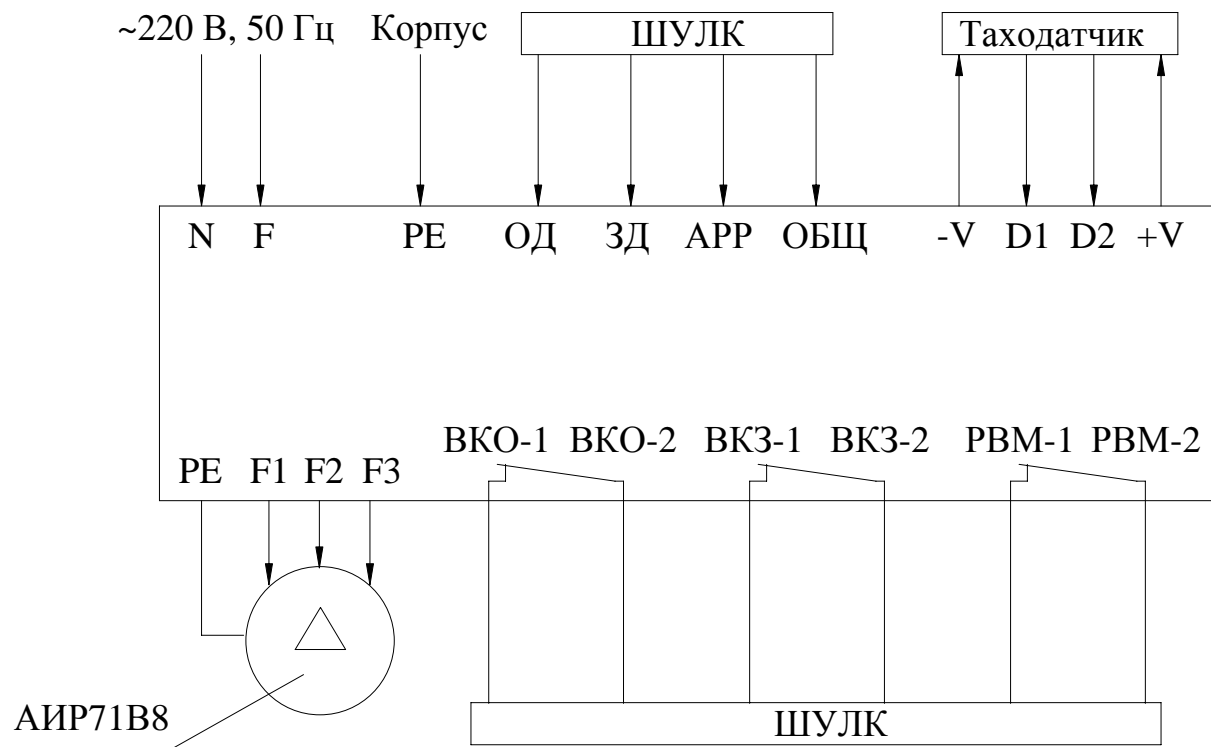 ~220 В, 50 Гц Корпус ШУЛК Таходатчик
N F PE ОД ЗД АРР ОБЩ -V D1 D2 +V
ВКО-1 ВКО-2 ВКЗ-1 ВКЗ-2 РВМ-1 РВМ-2
PE F1 F2 F3
АИР71В8
ШУЛК